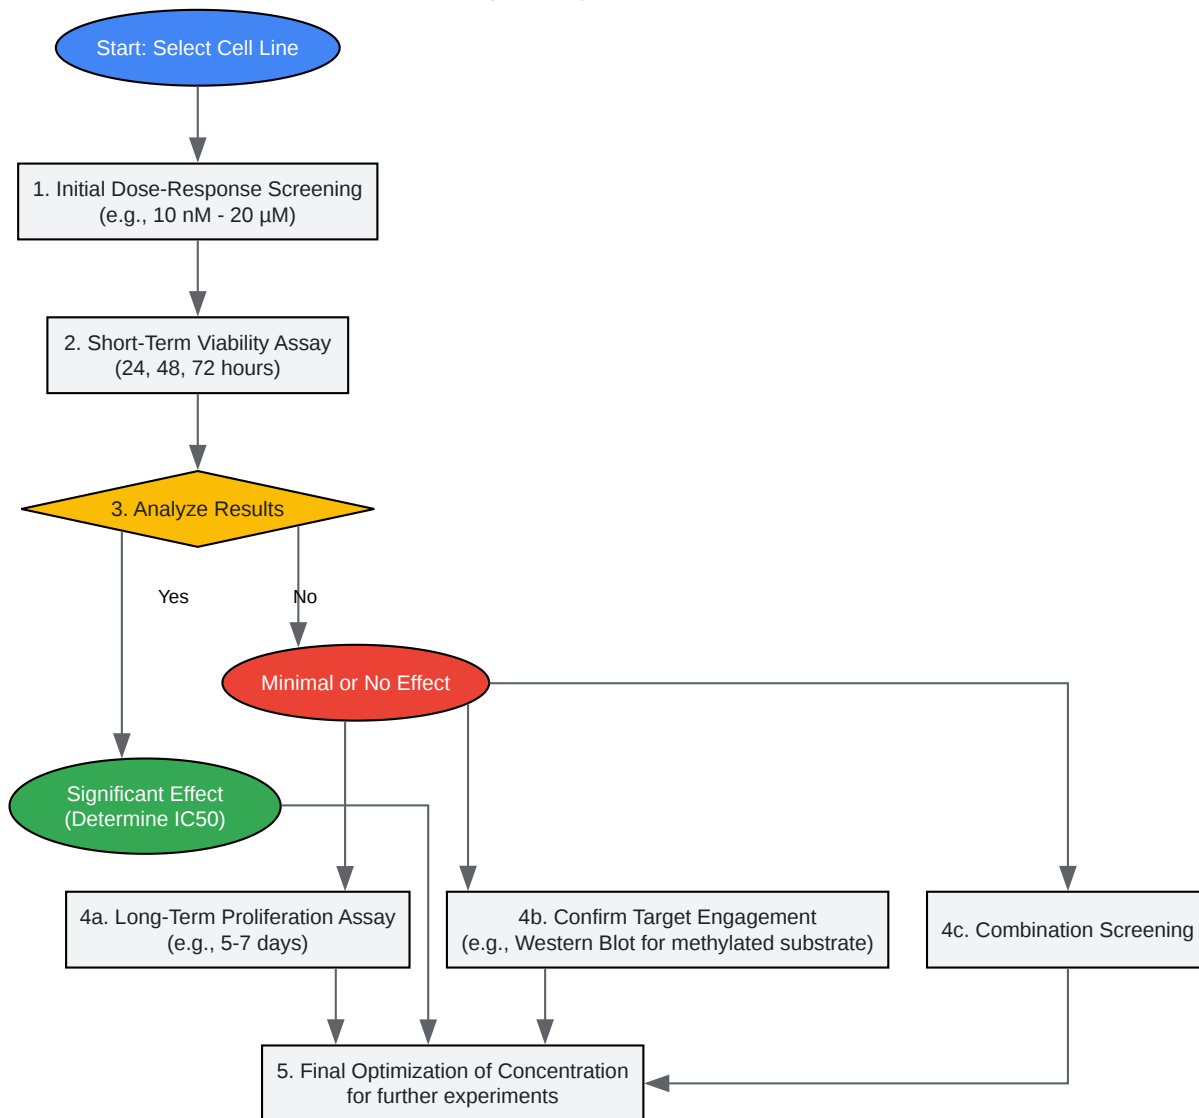 Start: Select Cell Line
1. Initial Dose-Response Screening
(e.g., 10 nM - 20 µM)
2. Short-Term Viability Assay
(24, 48, 72 hours)
3. Analyze Results
Yes
No
Minimal or No Effect
Significant Effect
(Determine IC50)
4a. Long-Term Proliferation Assay
(e.g., 5-7 days)
4b. Confirm Target Engagement
(e.g., Western Blot for methylated substrate)
4c. Combination Screening
5. Final Optimization of Concentration
for further experiments